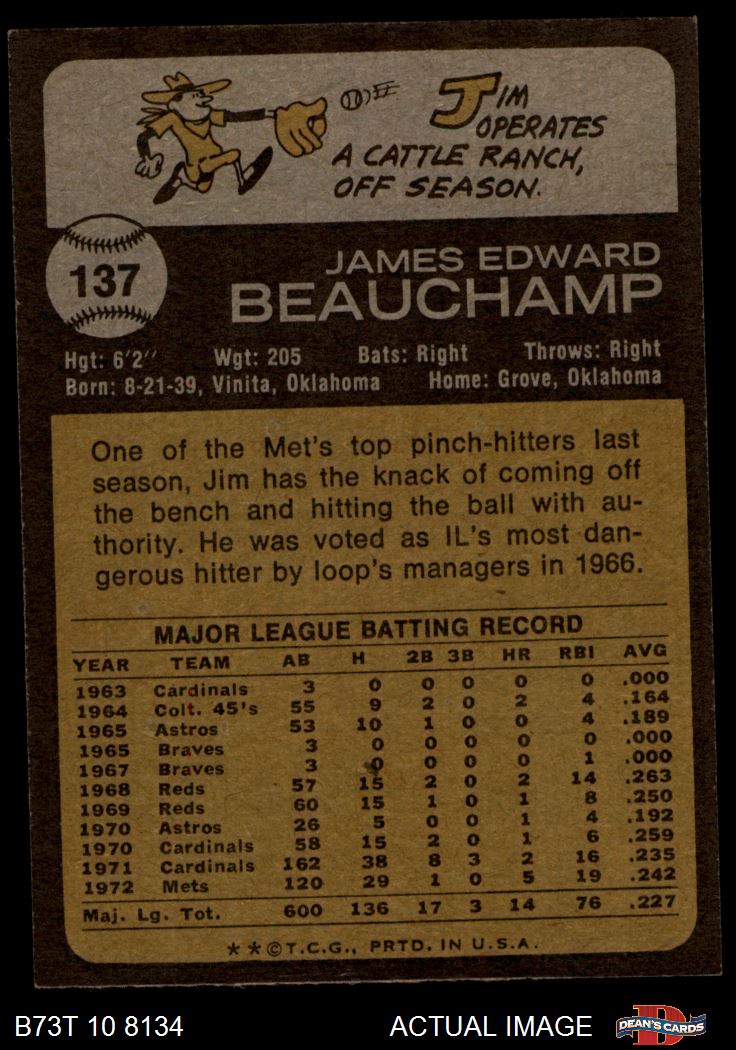 JIM
OPERATES
A CATTLE RANCH,
OFF SEASON.
137
JAMES EDWARD
BEAUCHAMP
Hgt: 6'2'' Wgt: 205 Bats: Right Throws: Right
Born: 8-21-39, Vinita, Oklahoma Home: Grove, Oklahoma
One of the Met's top pinch-hitters last
season, Jim has the knack of coming off
the bench and hitting the ball with au-
thority. He was voted as IL's most dan-
gerous hitter by loop's managers in 1966.
MAJOR LEAGUE BATTING RECORD
YEAR TEAM AB H 2B 3B HR RBI AVG
1963 Cardinals 3 0 0 0 0 0 .000
1964 Colt. 45's 55 9 2 0 2 4 .164
1965 Astros 53 10 1 0 0 4 .189
1965 Braves 3 0 0 0 0 0 .000
1967 Braves 3 0 0 0 0 1 .000
1968 Reds 57 15 2 0 2 14 .263
1969 Reds 60 15 1 0 1 8 .250
1970 Astros 26 5 0 0 1 4 .192
1970 Cardinals 58 15 2 0 1 6 .259
1971 Cardinals 162 38 8 3 2 16 .235
1972 Mets 120 29 1 0 5 19 .242
Maj. Lg. Tot. 600 136 17 3 14 76 .227
**©T.C.G., PRTD. IN U.S.A.
B73T 10 8134 ACTUAL IMAGE D DEAN'S CARDS